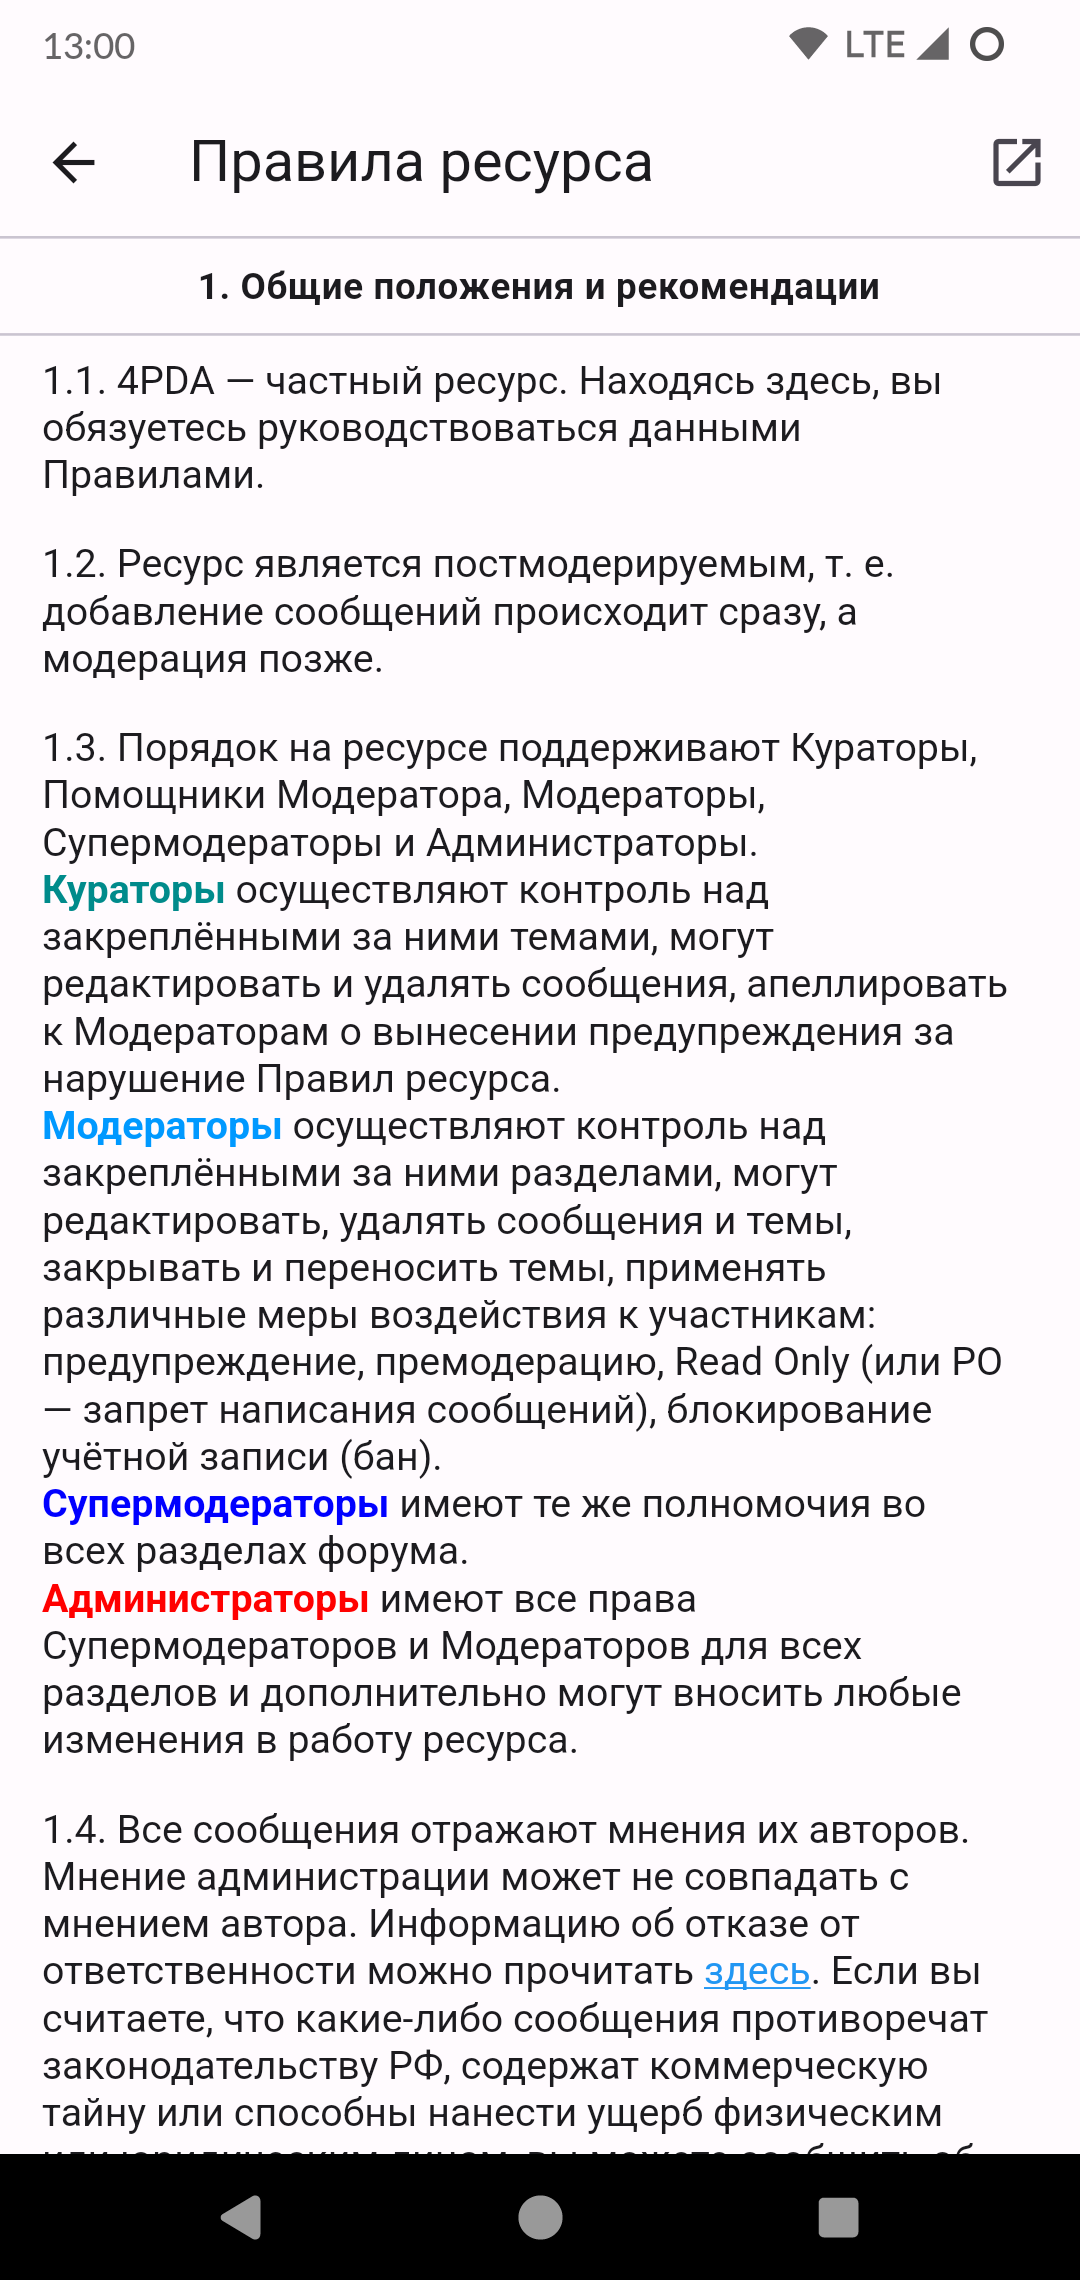 13:00
LTE
Правила ресурса
1. Общие положения и рекомендации
1.1. 4PDA — частный ресурс. Находясь здесь, вы
обязуетесь руководствоваться данными
Правилами.
1.2. Ресурс является постмодерируемым, т. е.
добавление сообщений происходит сразу, а
модерация позже.
1.3. Порядок на ресурсе поддерживают Кураторы,
Помощники Модератора, Модераторы,
Супермодераторы и Администраторы.
Кураторы осуществляют контроль над
закреплёнными за ними темами, могут
редактировать и удалять сообщения, апеллировать
к Модераторам о вынесении предупреждения за
нарушение Правил ресурса.
Модераторы осуществляют контроль над
закреплёнными за ними разделами, могут
редактировать, удалять сообщения и темы,
закрывать и переносить темы, применять
различные меры воздействия к участникам:
предупреждение, премодерацию, Read Only (или РО
— запрет написания сообщений), блокирование
учётной записи (бан).
Супермодераторы имеют те же полномочия во
всех разделах форума.
Администраторы имеют все права
Супермодераторов и Модераторов для всех
разделов и дополнительно могут вносить любые
изменения в работу ресурса.
1.4. Все сообщения отражают мнения их авторов.
Мнение администрации может не совпадать с
мнением автора. Информацию об отказе от
ответственности можно прочитать здесь. Если вы
считаете, что какие-либо сообщения противоречат
законодательству РФ, содержат коммерческую
тайну или способны нанести ущерб физическим